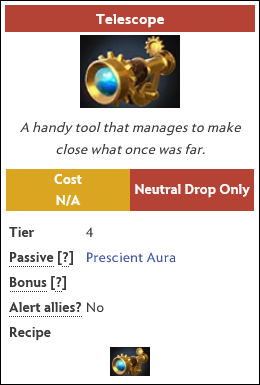 Telescope
A handy tool that manages to make
close what once was far.
Cost
N/A
Neutral Drop Only
Tier 4
Passive [?] Prescient Aura
Bonus [?]
Alert allies? No
Recipe